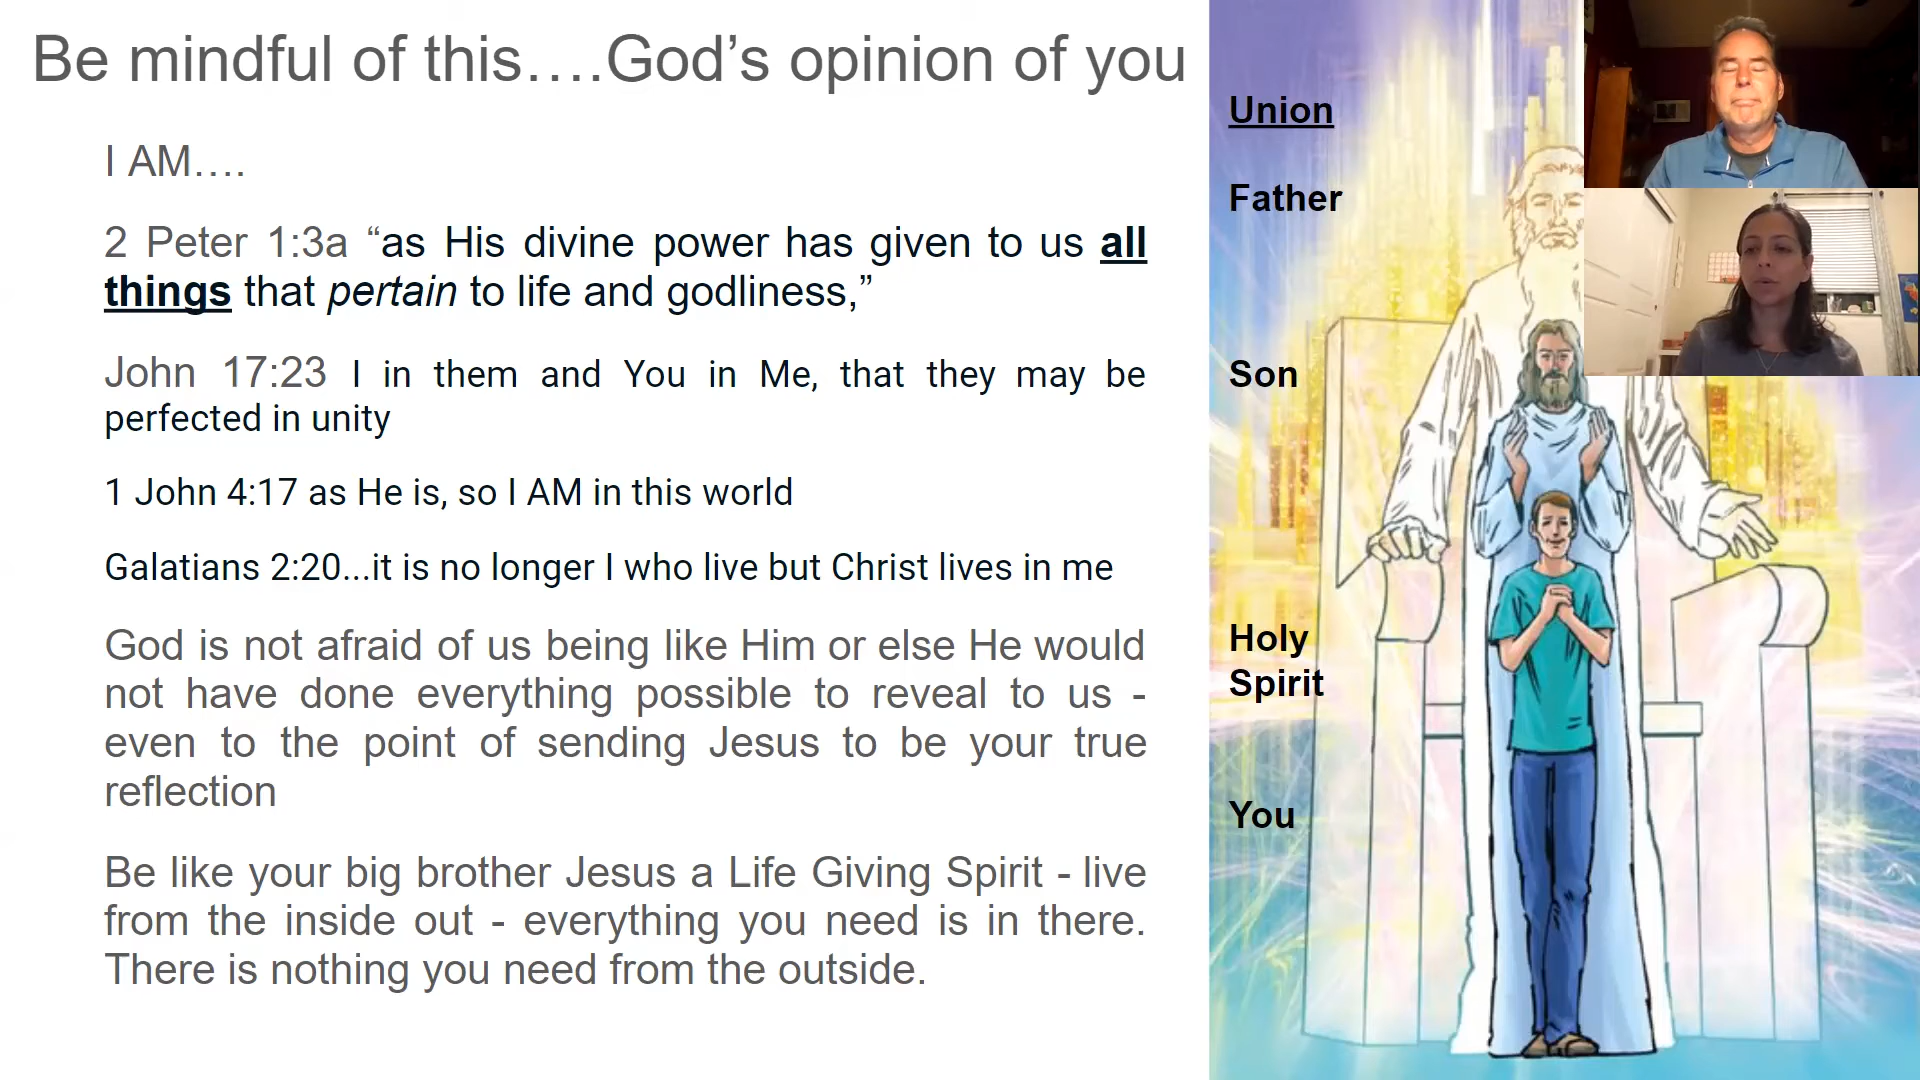 Be mindful of this....God’s opinion of you
I AM....
2 Peter 1:3a “as His divine power has given to us all
things that pertain to life and godliness,”
John 17:23 I in them and You in Me, that they may be
perfected in unity
1 John 4:17 as He is, so I AM in this world
Galatians 2:20...it is no longer I who live but Christ lives in me
God is not afraid of us being like Him or else He would
not have done everything possible to reveal to us -
even to the point of sending Jesus to be your true
reflection
Be like your big brother Jesus a Life Giving Spirit - live
from the inside out - everything you need is in there.
There is nothing you need from the outside.
Union
Father
Son
Holy
Spirit
You